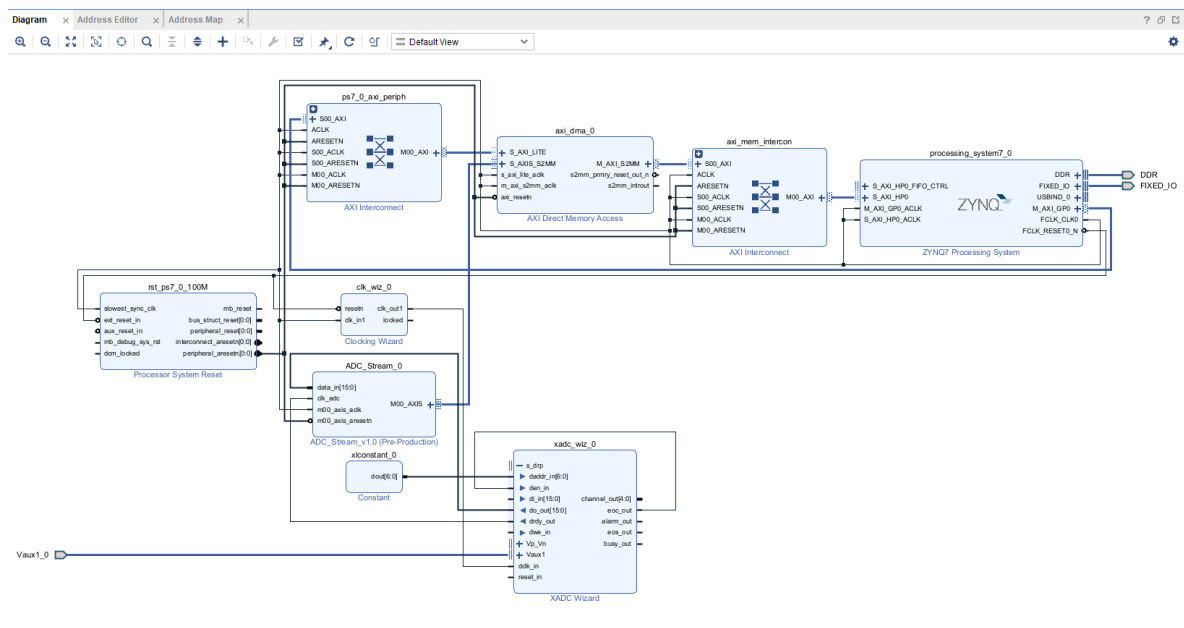 Diagram × Address Editor × Address Map ×
Default View
ps7_0_axi_periph
S00_AXI
ACLK
ARESETN
S00_ACLK
S00_ARESETN
M00_ACLK
M00_ARESETN
M00_AXI
AXI Interconnect
axi_dma_0
S_AXI_LITE
S_AXIS_S2MM
s_axi_lite_aclk
m_axi_s2mm_aclk
axi_resetn
M_AXI_S2MM
s2mm_prmry_reset_out_n
s2mm_introut
AXI Direct Memory Access
axi_mem_intercon
S00_AXI
ACLK
ARESETN
S00_ACLK
S00_ARESETN
M00_ACLK
M00_ARESETN
M00_AXI
AXI Interconnect
processing_system7_0
S_AXI_HP0_FIFO_CTRL
S_AXI_HP0
M_AXI_GP0_ACLK
S_AXI_HP0_ACLK
ZYNQ
DDR
FIXED_IO
USBIND_0
M_AXI_GP0
FCLK_CLK0
FCLK_RESET0_N
ZYNQ7 Processing System
DDR
FIXED_IO
rst_ps7_0_100M
slowest_sync_clk
ext_reset_in
aux_reset_in
mb_debug_sys_rst
dcm_locked
mb_reset
bus_struct_reset[0:0]
peripheral_reset[0:0]
interconnect_aresetn[0:0]
peripheral_aresetn[0:0]
Processor System Reset
clk_wiz_0
resetn
clk_in1
clk_out1
locked
Clocking Wizard
ADC_Stream_0
data_in[15:0]
clk_adc
m00_axis_aclk
m00_axis_aresetn
M00_AXIS
ADC_Stream_v1.0 (Pre-Production)
xlconstant_0
dout[6:0]
Constant
xadc_wiz_0
s_drp
daddr_in[6:0]
den_in
di_in[15:0]
do_out[15:0]
drdy_out
dwe_in
Vp_Vn
Vaux1
dclk_in
reset_in
channel_out[4:0]
eoc_out
alarm_out
eos_out
busy_out
XADC Wizard
Vaux1_0